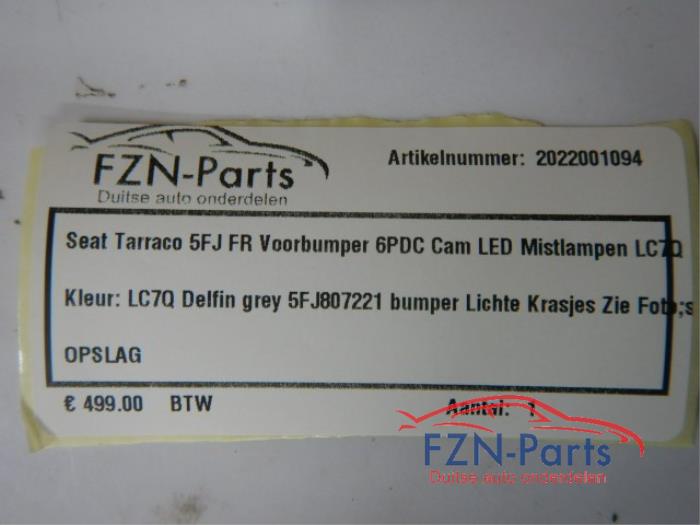 FZN-Parts
Duitse auto onderdelen
Artikelnummer: 2022001094
Seat Tarraco 5FJ FR Voorbumper 6PDC Cam LED Mistlampen LC7Q
Kleur: LC7Q Delfin grey 5FJ807221 bumper Lichte Krasjes Zie Foto;s
OPSLAG
€ 499.00 BTW Aantal: 1
FZN-Parts
Duitse auto onderdelen